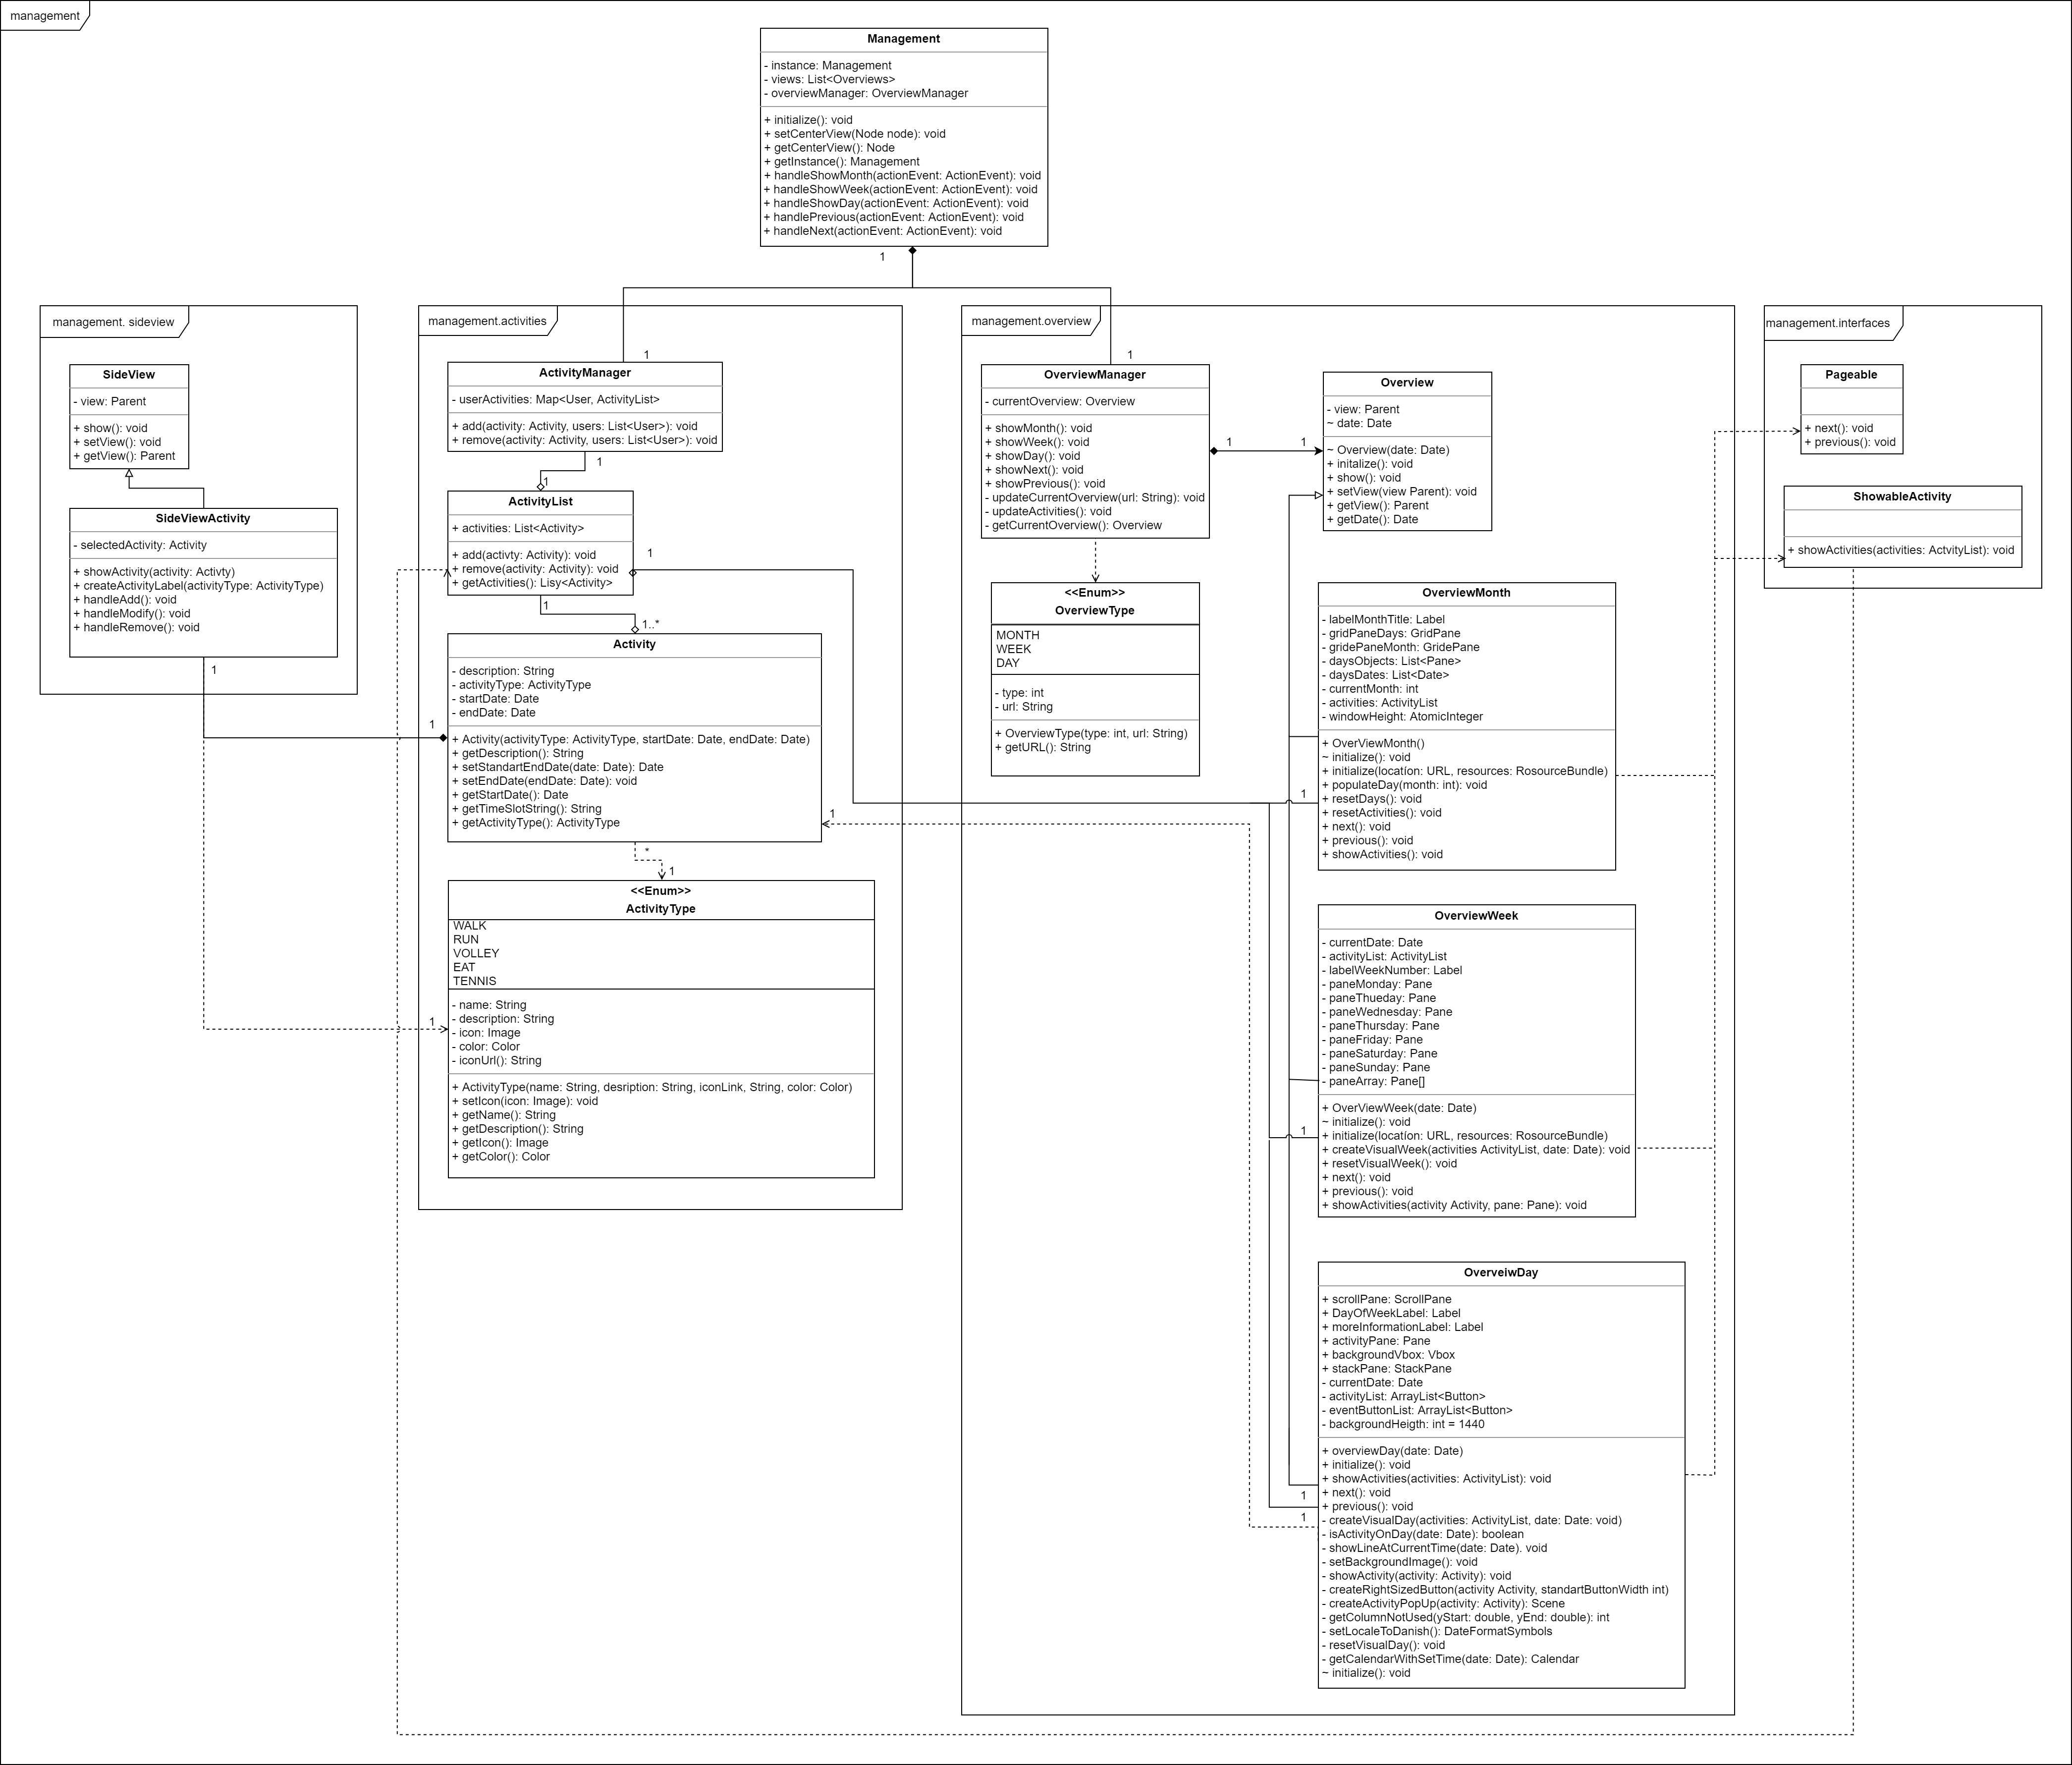 management
Management
- instance: Management
- views: List<Overviews>
- overviewManager: OverviewManager
+ initialize(): void
+ setCenterView(Node node): void
+ getCenterView(): Node
+ getInstance(): Management
+ handleShowMonth(actionEvent: ActionEvent): void
+ handleShowWeek(actionEvent: ActionEvent): void
+ handleShowDay(actionEvent: ActionEvent): void
+ handlePrevious(actionEvent: ActionEvent): void
+ handleNext(actionEvent: ActionEvent): void
1
1
1
management. sideview
SideView
- view: Parent
+ show(): void
+ setView(): void
+ getView(): Parent
SideViewActivity
- selectedActivity: Activity
+ showActivity(activity: Activty)
+ createActivityLabel(activityType: ActivityType)
+ handleAdd(): void
+ handleModify(): void
+ handleRemove(): void
1
1
1
management.activities
ActivityManager
- userActivities: Map<User, ActivityList>
+ add(activity: Activity, users: List<User>): void
+ remove(activity: Activity, users: List<User>): void
1
1
ActivityList
+ activities: List<Activity>
+ add(activty: Activity): void
+ remove(activity: Activity): void
+ getActivities(): Lisy<Activity>
1
1
1..*
Activity
- description: String
- activityType: ActivityType
- startDate: Date
- endDate: Date
+ Activity(activityType: ActivityType, startDate: Date, endDate: Date)
+ getDescription(): String
+ setStandartEndDate(date: Date): Date
+ setEndDate(endDate: Date): void
+ getStartDate(): Date
+ getTimeSlotString(): String
+ getActivityType(): ActivityType
1
*
1
<<Enum>>
ActivityType
WALK
RUN
VOLLEY
EAT
TENNIS
- name: String
- description: String
- icon: Image
- color: Color
- iconUrl(): String
+ ActivityType(name: String, desription: String, iconLink, String, color: Color)
+ setIcon(icon: Image): void
+ getName(): String
+ getDescription(): String
+ getIcon(): Image
+ getColor(): Color
management.overview
OverviewManager
- currentOverview: Overview
+ showMonth(): void
+ showWeek(): void
+ showDay(): void
+ showNext(): void
+ showPrevious(): void
- updateCurrentOverview(url: String): void
- updateActivities(): void
- getCurrentOverview(): Overview
1
1
<<Enum>>
OverviewType
MONTH
WEEK
DAY
- type: int
- url: String
+ OverviewType(type: int, url: String)
+ getURL(): String
Overview
- view: Parent
~ date: Date
~ Overview(date: Date)
+ initalize(): void
+ show(): void
+ setView(view Parent): void
+ getView(): Parent
+ getDate(): Date
OverviewMonth
- labelMonthTitle: Label
- gridPaneDays: GridPane
- gridePaneMonth: GridePane
- daysObjects: List<Pane>
- daysDates: List<Date>
- currentMonth: int
- activities: ActivityList
- windowHeight: AtomicInteger
+ OverViewMonth()
~ initialize(): void
+ initialize(locatíon: URL, resources: RosourceBundle)
+ populateDay(month: int): void
+ resetDays(): void
+ resetActivities(): void
+ next(): void
+ previous(): void
+ showActivities(): void
1
OverviewWeek
- currentDate: Date
- activityList: ActivityList
- labelWeekNumber: Label
- paneMonday: Pane
- paneThueday: Pane
- paneWednesday: Pane
- paneThursday: Pane
- paneFriday: Pane
- paneSaturday: Pane
- paneSunday: Pane
- paneArray: Pane[]
+ OverViewWeek(date: Date)
~ initialize(): void
+ initialize(locatíon: URL, resources: RosourceBundle)
+ createVisualWeek(activities ActivityList, date: Date): void
+ resetVisualWeek(): void
+ next(): void
+ previous(): void
+ showActivities(activity Activity, pane: Pane): void
1
OverveiwDay
+ scrollPane: ScrollPane
+ DayOfWeekLabel: Label
+ moreInformationLabel: Label
+ activityPane: Pane
+ backgroundVbox: Vbox
+ stackPane: StackPane
- currentDate: Date
- activityList: ArrayList<Button>
- eventButtonList: ArrayList<Button>
- backgroundHeigth: int = 1440
+ overviewDay(date: Date)
+ initialize(): void
+ showActivities(activities: ActivityList): void
+ next(): void
+ previous(): void
- createVisualDay(activities: ActivityList, date: Date: void)
- isActivityOnDay(date: Date): boolean
- showLineAtCurrentTime(date: Date). void
- setBackgroundImage(): void
- showActivity(activity: Activity): void
- createRightSizedButton(activity Activity, standartButtonWidth int)
- createActivityPopUp(activity: Activity): Scene
- getColumnNotUsed(yStart: double, yEnd: double): int
- setLocaleToDanish(): DateFormatSymbols
- resetVisualDay(): void
- getCalendarWithSetTime(date: Date): Calendar
~ initialize(): void
1
1
management.interfaces
Pageable
+ next(): void
+ previous(): void
ShowableActivity
+ showActivities(activities: ActvityList): void